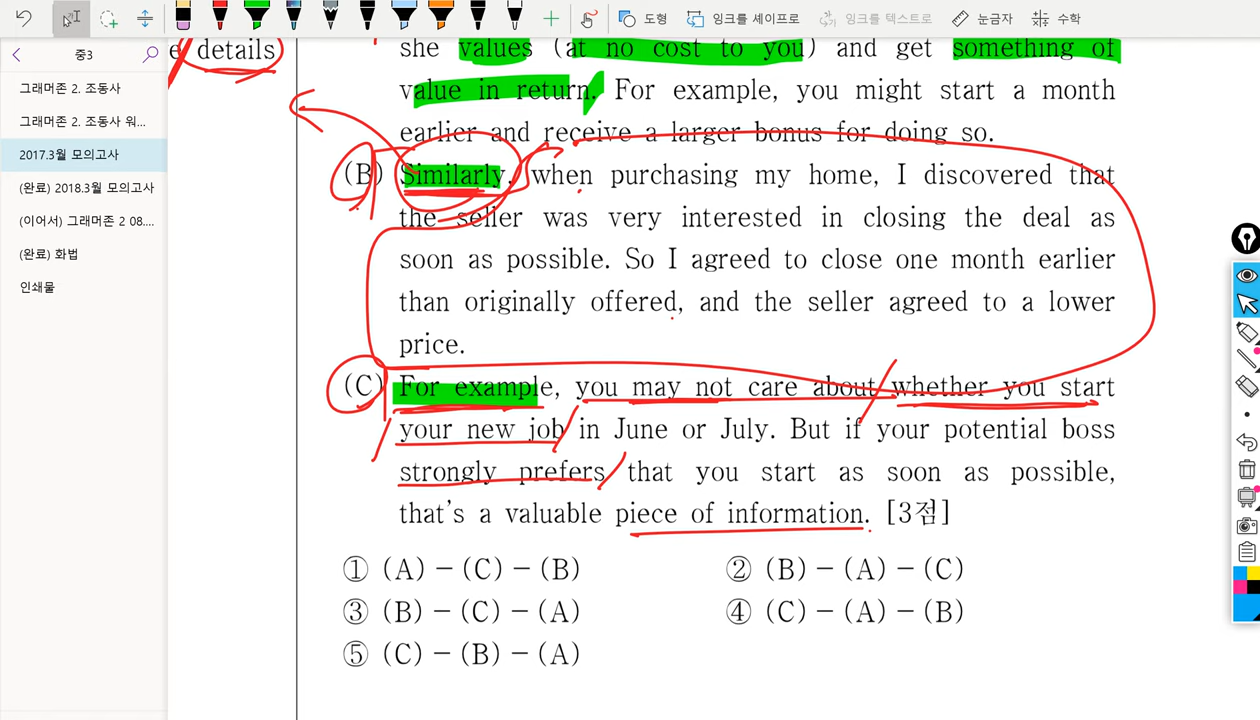 도형
잉크를 셰이프로
잉크를 텍스트로
눈금자
수학
중3
그래머존 2. 조동사
그래머존 2. 조동사 워...
2017.3월 모의고사
(완료) 2018.3월 모의고사
(이어서) 그래머존 2 08....
(완료) 화법
인쇄물
e details
she values (at no cost to you) and get something of
value in return. For example, you might start a month
earlier and receive a larger bonus for doing so.
(B) Similarly, when purchasing my home, I discovered that
the seller was very interested in closing the deal as
soon as possible. So I agreed to close one month earlier
than originally offered, and the seller agreed to a lower
price.
(C) For example, you may not care about whether you start
your new job in June or July. But if your potential boss
strongly prefers that you start as soon as possible,
that's a valuable piece of information. [3점]
① (A) - (C) - (B)
② (B) - (A) - (C)
③ (B) - (C) - (A)
④ (C) - (A) - (B)
⑤ (C) - (B) - (A)